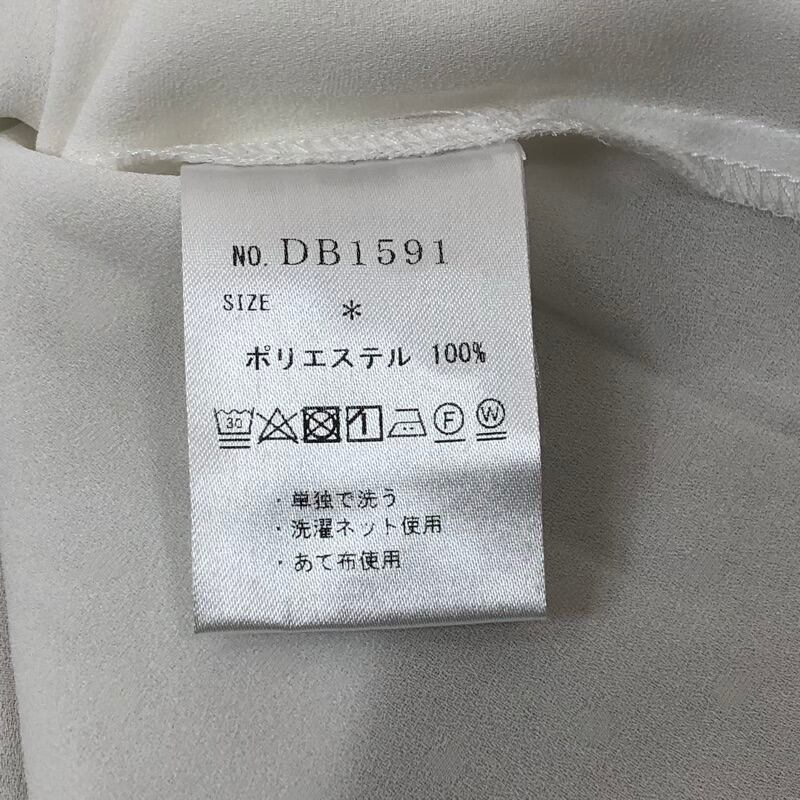 NO. DB1591
SIZE *
ポリエステル 100%
30 F W
・単独で洗う
・洗濯ネット使用
・あて布使用